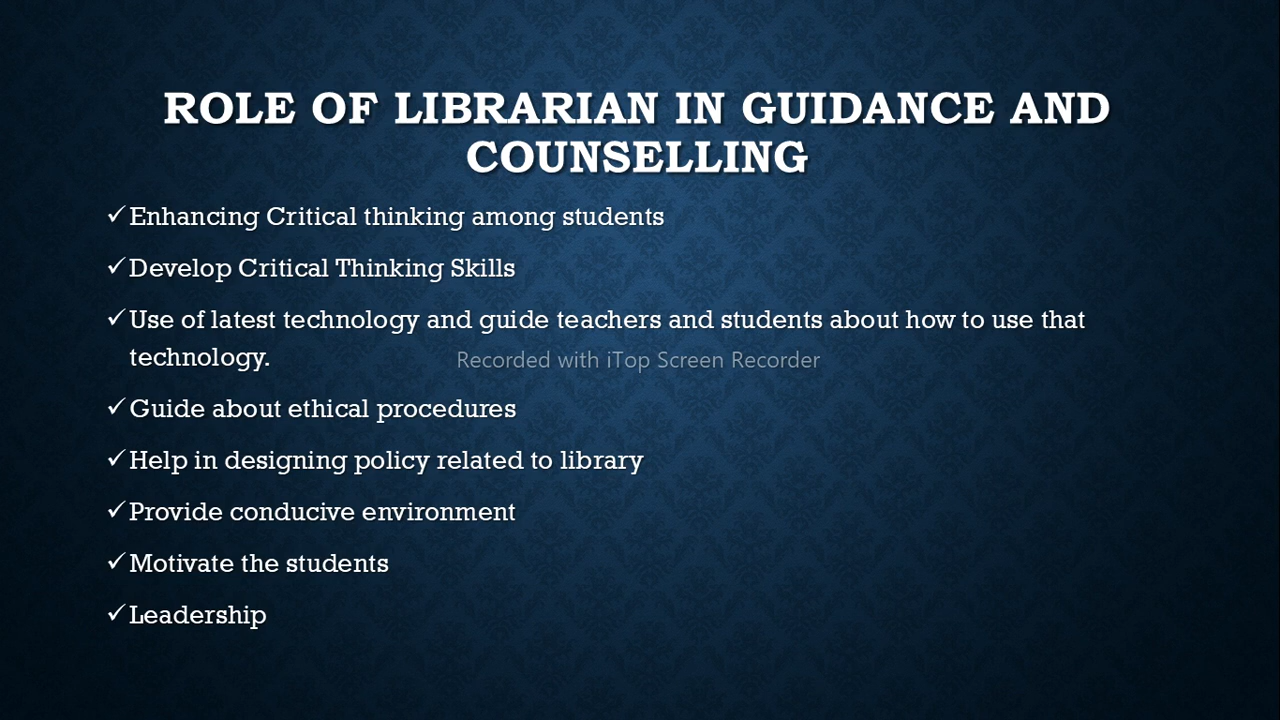 ROLE OF LIBRARIAN IN GUIDANCE AND
COUNSELLING
✓Enhancing Critical thinking among students
✓Develop Critical Thinking Skills
✓Use of latest technology and guide teachers and students about how to use that
technology.
Recorded with iTop Screen Recorder
✓Guide about ethical procedures
✓Help in designing policy related to library
✓Provide conducive environment
✓Motivate the students
✓Leadership